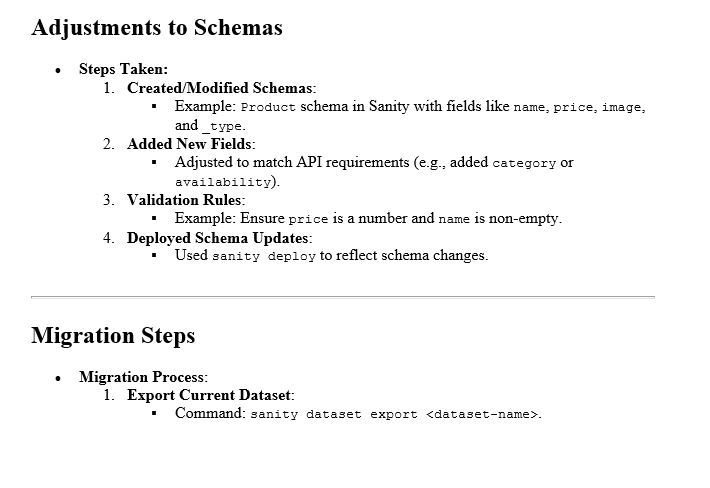 Adjustments to Schemas
• Steps Taken:
1. Created/Modified Schemas:
▪ Example: Product schema in Sanity with fields like name, price, image,
and _type.
2. Added New Fields:
▪ Adjusted to match API requirements (e.g., added category or
availability).
3. Validation Rules:
▪ Example: Ensure price is a number and name is non-empty.
4. Deployed Schema Updates:
▪ Used sanity deploy to reflect schema changes.
Migration Steps
• Migration Process:
1. Export Current Dataset:
▪ Command: sanity dataset export <dataset-name>.